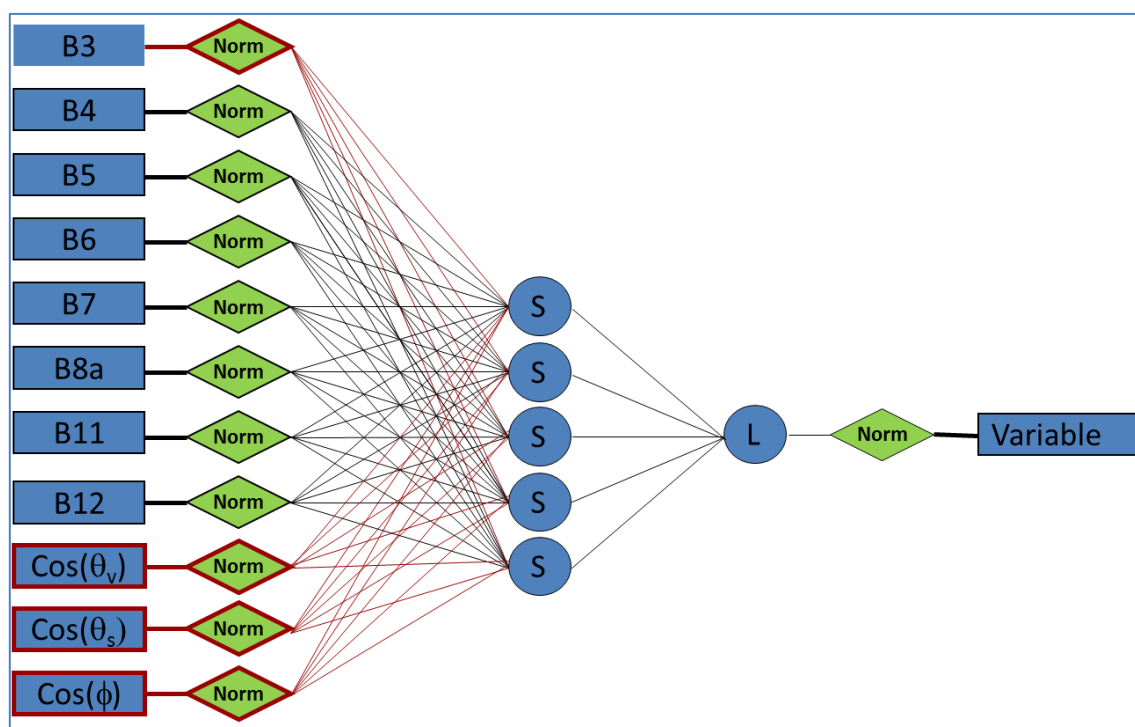 B3 Norm
B4 Norm
B5 Norm
B6 Norm
B7 Norm S
B8a Norm S
B11 Norm S L Norm Variable
B12 Norm S
Cos(θv) Norm S
Cos(θs) Norm
Cos(ϕ) Norm